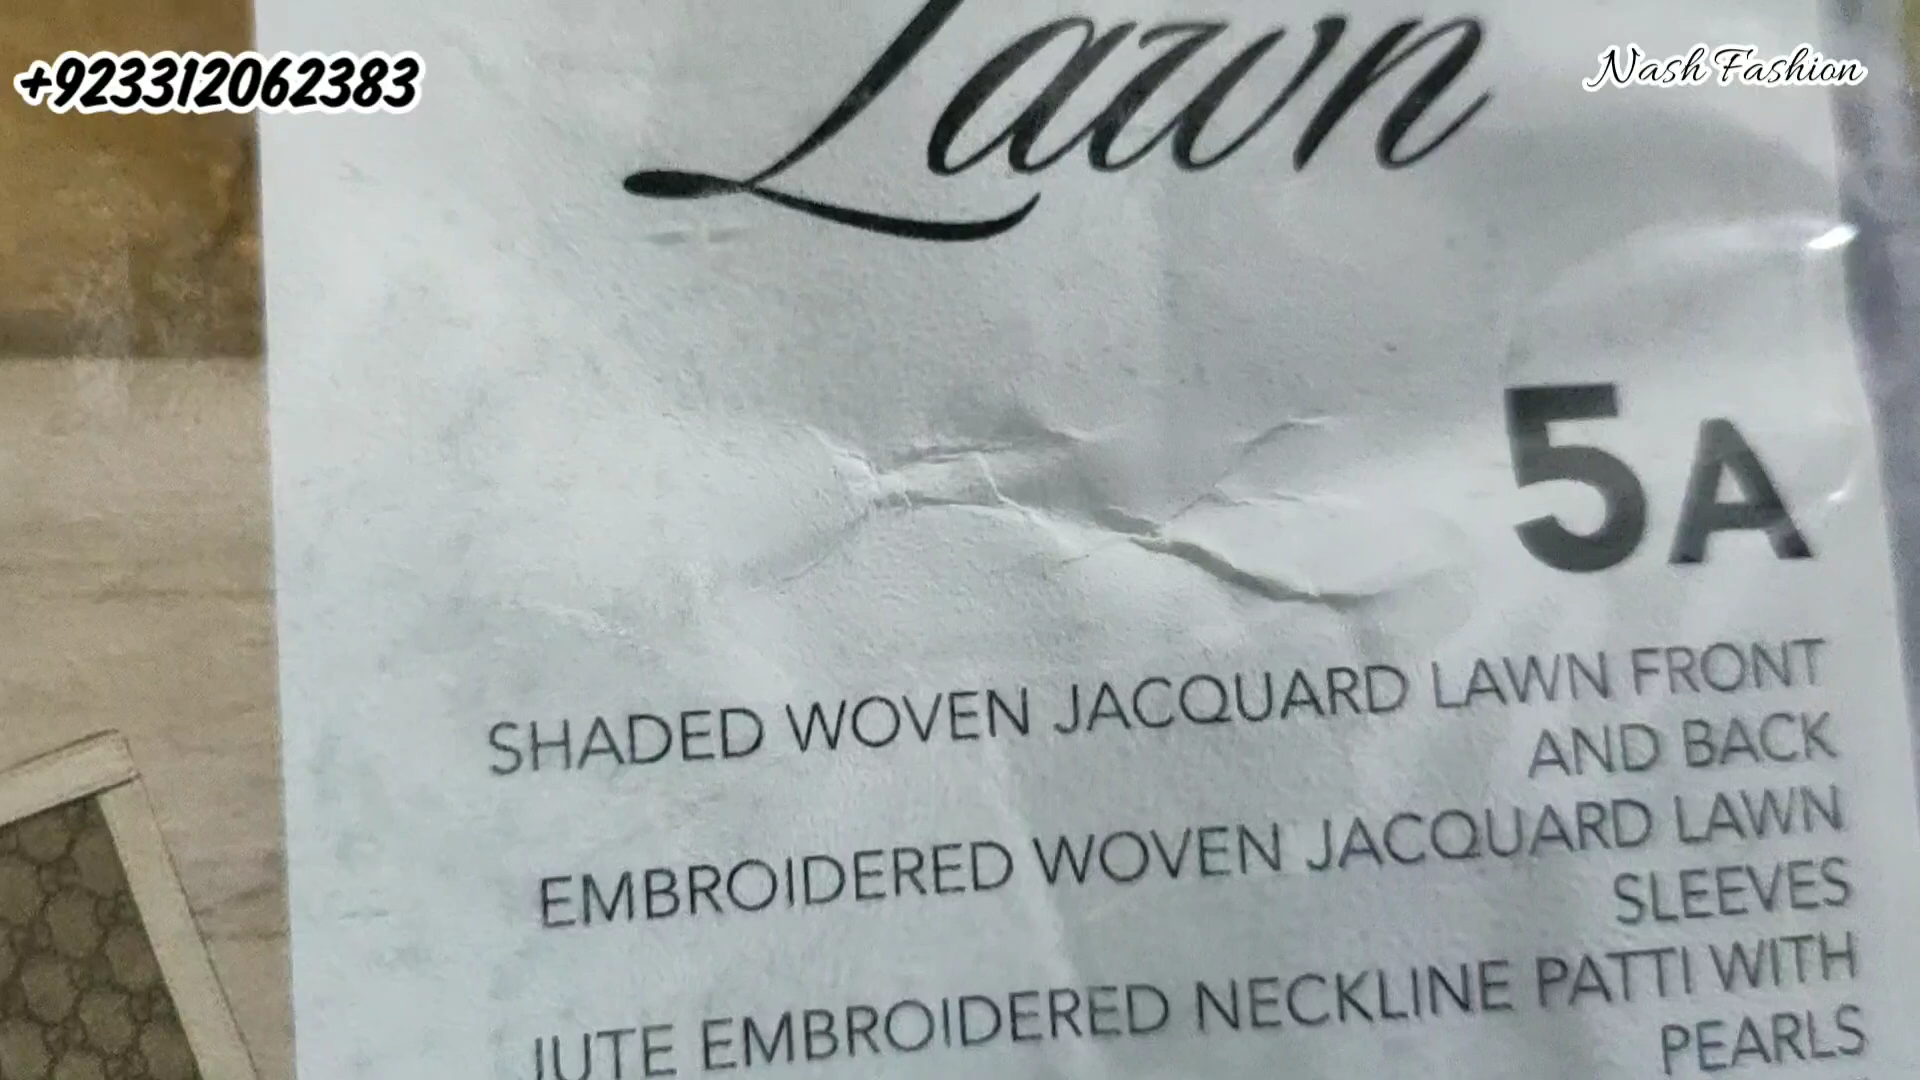 +923312062383
Nash Fashion
Lawn
5A
SHADED WOVEN JACQUARD LAWN FRONT
AND BACK
EMBROIDERED WOVEN JACQUARD LAWN
SLEEVES
JUTE EMBROIDERED NECKLINE PATTI WITH
PEARLS